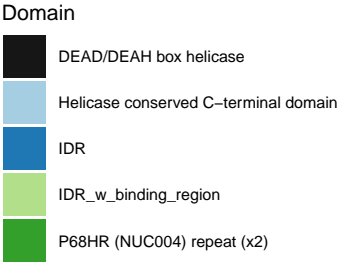 Domain
DEAD/DEAH box helicase
Helicase conserved C−terminal domain
IDR
IDR_w_binding_region
P68HR (NUC004) repeat (x2)